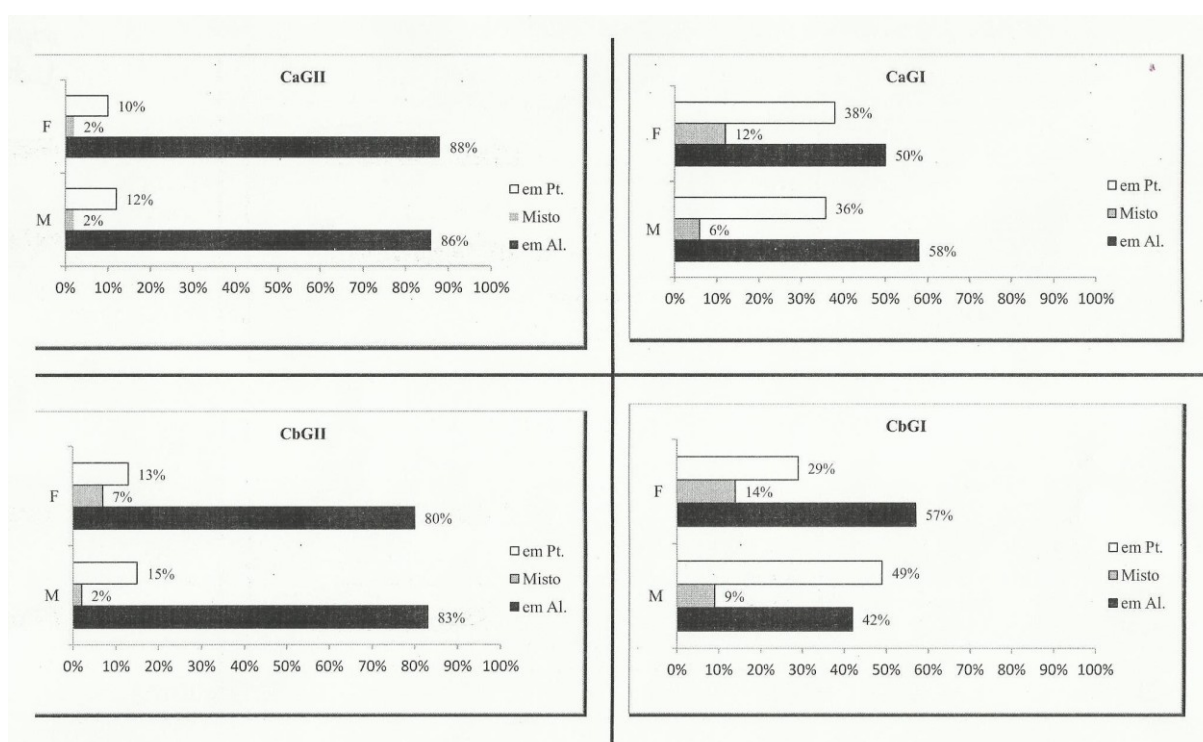 CaGII
F
10%
2%
88%
M
12%
2%
86%
em Pt.
Misto
em Al.
0% 10% 20% 30% 40% 50% 60% 70% 80% 90% 100%
CaGI
F
38%
12%
50%
M
36%
6%
58%
em Pt.
Misto
em Al.
0% 10% 20% 30% 40% 50% 60% 70% 80% 90% 100%
CbGII
F
13%
7%
80%
M
15%
2%
83%
em Pt.
Misto
em Al.
0% 10% 20% 30% 40% 50% 60% 70% 80% 90% 100%
CbGI
F
29%
14%
57%
M
49%
9%
42%
em Pt.
Misto
em Al.
0% 10% 20% 30% 40% 50% 60% 70% 80% 90% 100%